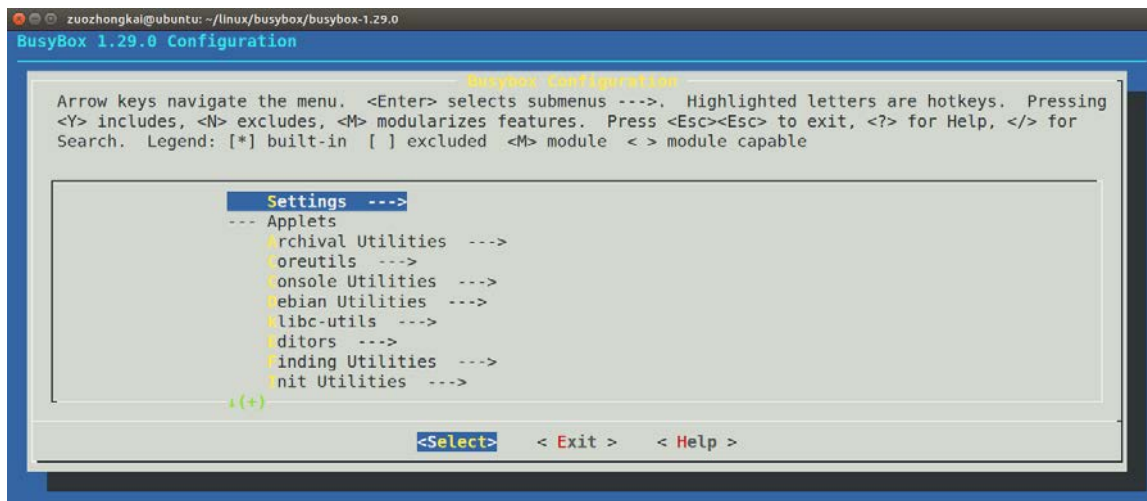 zuozhongkai@ubuntu: ~/linux/busybox/busybox-1.29.0
BusyBox 1.29.0 Configuration
Busybox Configuration
Arrow keys navigate the menu. <Enter> selects submenus --->. Highlighted letters are hotkeys. Pressing
<Y> includes, <N> excludes, <M> modularizes features. Press <Esc><Esc> to exit, <?> for Help, </> for
Search. Legend: [*] built-in [ ] excluded <M> module < > module capable
Settings --->
--- Applets
Archival Utilities --->
Coreutils --->
Console Utilities --->
Debian Utilities --->
klibc-utils --->
Editors --->
Finding Utilities --->
Init Utilities --->
↓(+)
<Select> < Exit > < Help >